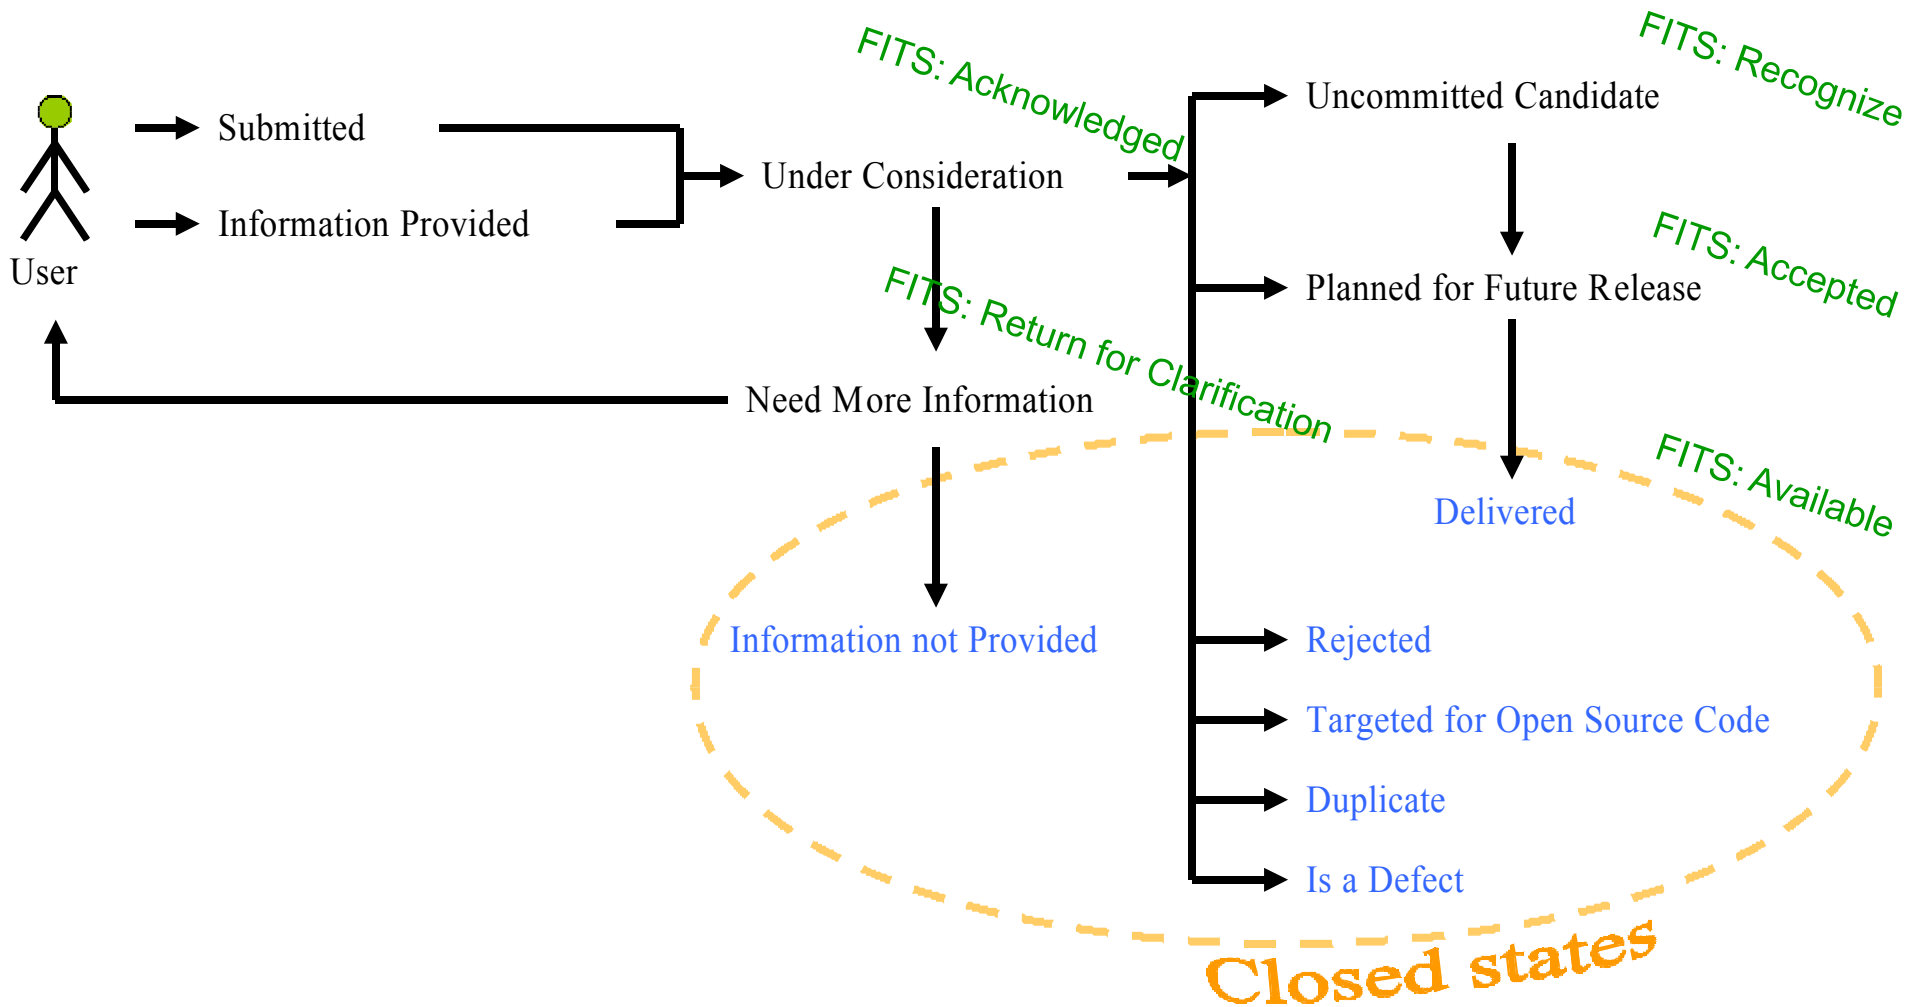 FITS: Acknowledged
FITS: Recognize
Uncommitted Candidate
Submitted
Under Consideration
Information Provided
User
FITS: Accepted
Planned for Future Release
FITS: Return for Clarification
Need More Information
FITS: Available
Delivered
Information not Provided
Rejected
Targeted for Open Source Code
Duplicate
Is a Defect
Closed states